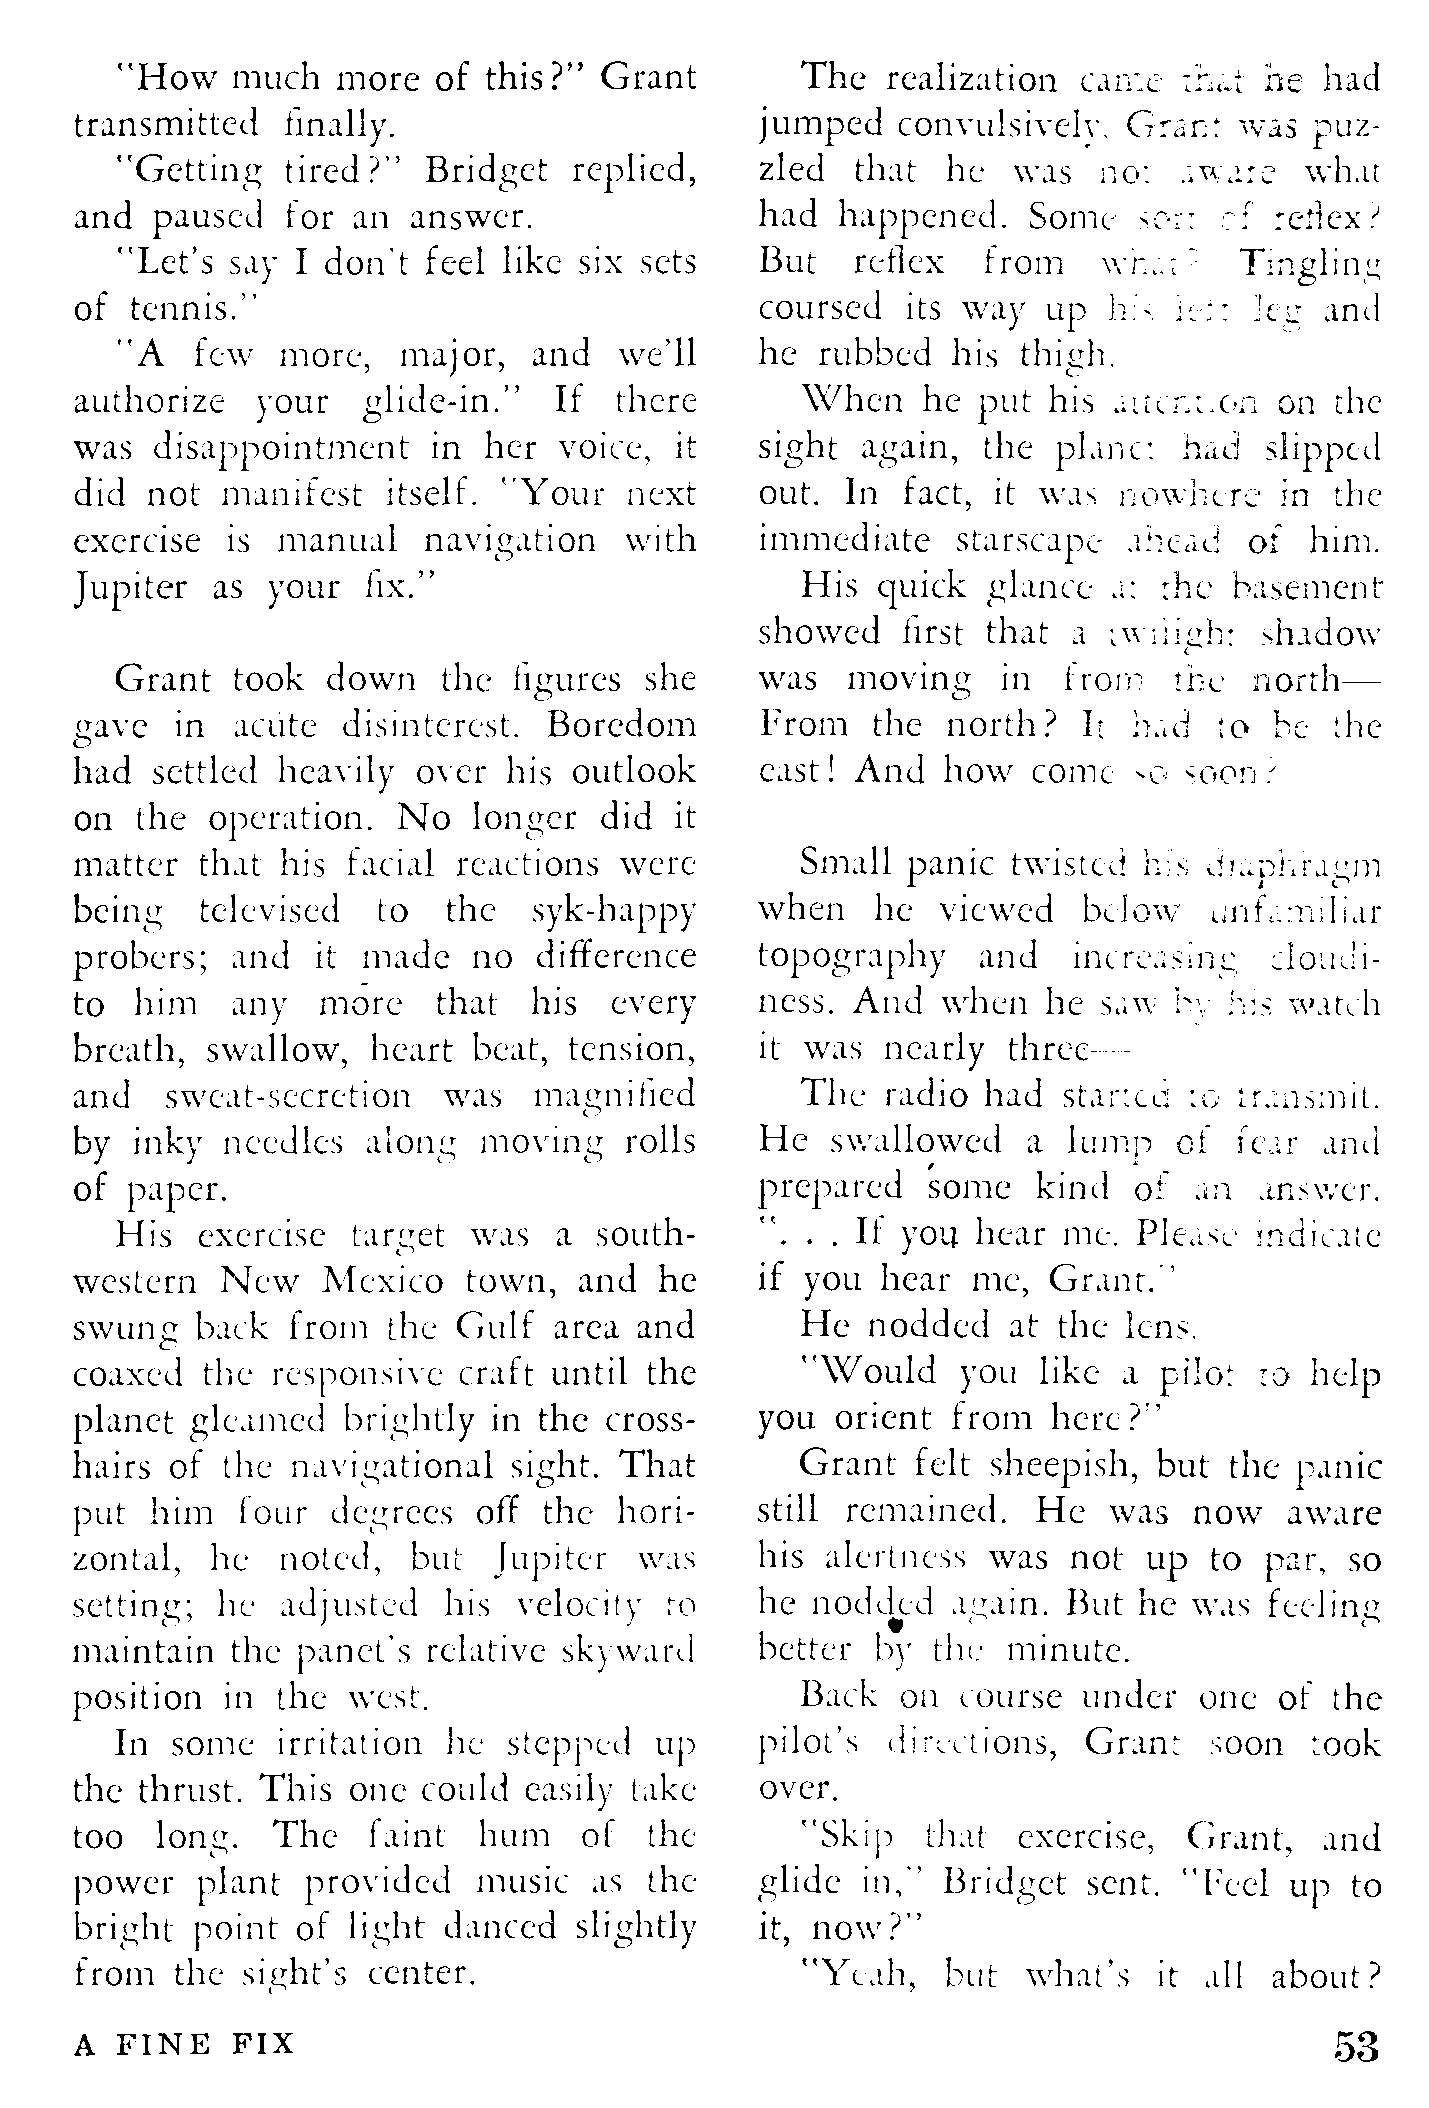 "How much more of this?" Grant
transmitted finally.
"Getting tired?" Bridget replied,
and paused for an answer.
"Let's say I don't feel like six sets
of tennis."
"A few more, major, and we'll
authorize your glide-in." If there
was disappointment in her voice, it
did not manifest itself. "Your next
exercise is manual navigation with
Jupiter as your fix."
Grant took down the figures she
gave in acute disinterest. Boredom
had settled heavily over his outlook
on the operation. No longer did it
matter that his facial reactions were
being televised to the syk-happy
probers; and it made no difference
to him any more that his every
breath, swallow, heart beat, tension,
and sweat-secretion was magnified
by inky needles along moving rolls
of paper.
His exercise target was a south-
western New Mexico town, and he
swung back from the Gulf area and
coaxed the responsive craft until the
planet gleamed brightly in the cross-
hairs of the navigational sight. That
put him four degrees off the hori-
zontal, he noted, but Jupiter was
setting; he adjusted his velocity to
maintain the panet's relative skyward
position in the west.
In some irritation he stepped up
the thrust. This one could easily take
too long. The faint hum of the
power plant provided music as the
bright point of light danced slightly
from the sight's center.
The realization came that he had
jumped convulsively. Grant was puz-
zled that he was not aware what
had happened. Some sort of reflex?
But reflex from what? Tingling
coursed its way up his left leg and
he rubbed his thigh.
When he put his attention on the
sight again, the planet had slipped
out. In fact, it was nowhere in the
immediate starscape ahead of him.
His quick glance at the basement
showed first that a twilight shadow
was moving in from the north—
From the north? It had to be the
east! And how come so soon?
Small panic twisted his diaphragm
when he viewed below unfamiliar
topography and increasing cloudi-
ness. And when he saw by his watch
it was nearly three—
The radio had started to transmit.
He swallowed a lump of fear and
prepared some kind of an answer.
". . . If you hear me. Please indicate
if you hear me, Grant."
He nodded at the lens.
"Would you like a pilot to help
you orient from here?"
Grant felt sheepish, but the panic
still remained. He was now aware
his alertness was not up to par, so
he nodded again. But he was feeling
better by the minute.
Back on course under one of the
pilot's directions, Grant soon took
over.
"Skip that exercise, Grant, and
glide in," Bridget sent. "Feel up to
it, now?"
"Yeah, but what's it all about?
A FINE FIX
53